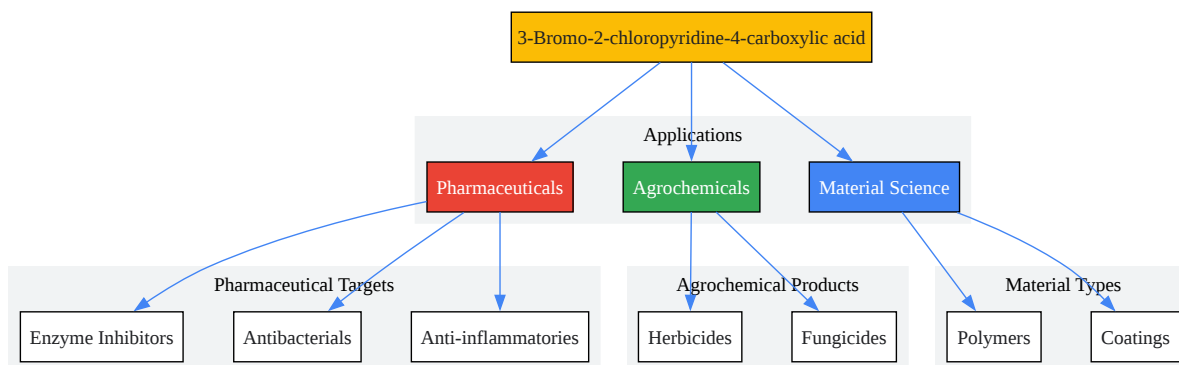 3-Bromo-2-chloropyridine-4-carboxylic acid
Applications
Pharmaceuticals
Agrochemicals
Material Science
Pharmaceutical Targets
Agrochemical Products
Material Types
Enzyme Inhibitors
Antibacterials
Anti-inflammatories
Herbicides
Fungicides
Polymers
Coatings